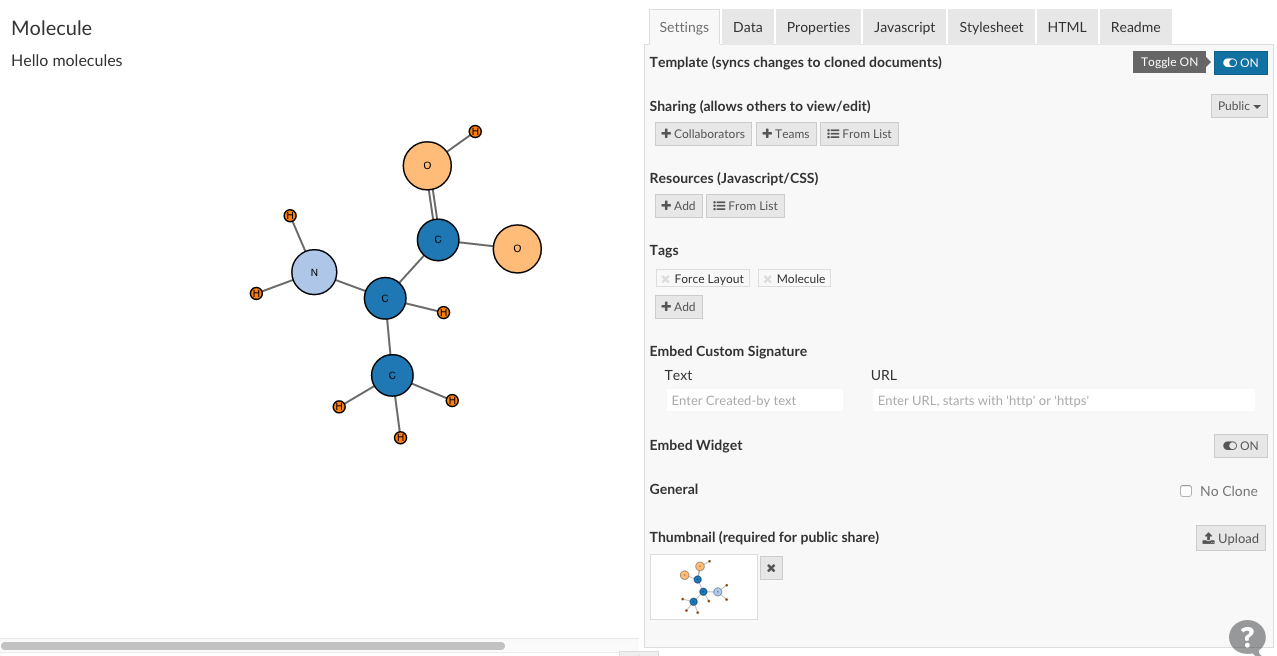 Molecule
Hello molecules
H
O
H
C
O
N
H
C
H
C
H
H
H
Settings Data Properties Javascript Stylesheet HTML Readme
Template (syncs changes to cloned documents) Toggle ON ON
Sharing (allows others to view/edit) Public
Collaborators Teams From List
Resources (Javascript/CSS)
Add From List
Tags
Force Layout Molecule
Add
Embed Custom Signature
Text URL
Enter Created-by text Enter URL, starts with 'http' or 'https'
Embed Widget ON
General No Clone
Thumbnail (required for public share) Upload
?